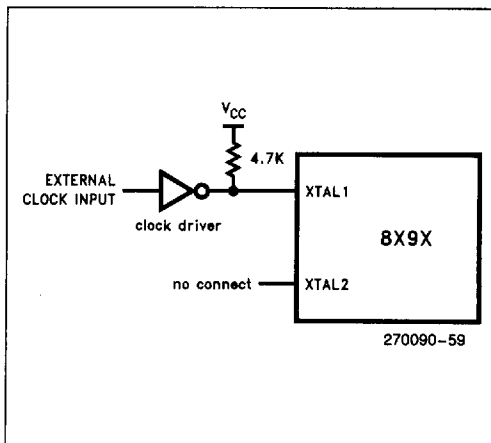 VCC
4.7K
EXTERNAL
CLOCK INPUT
clock driver
XTAL1
8X9X
no connect
XTAL2
270090-59